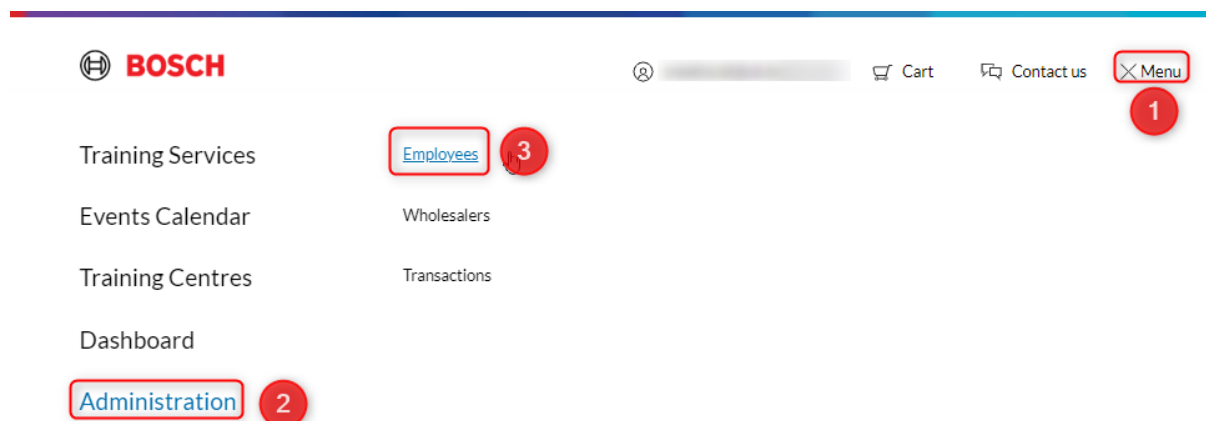 BOSCH
Cart
Contact us
Menu
1
Training Services
Employees
3
Events Calendar
Wholesalers
Training Centres
Transactions
Dashboard
Administration
2